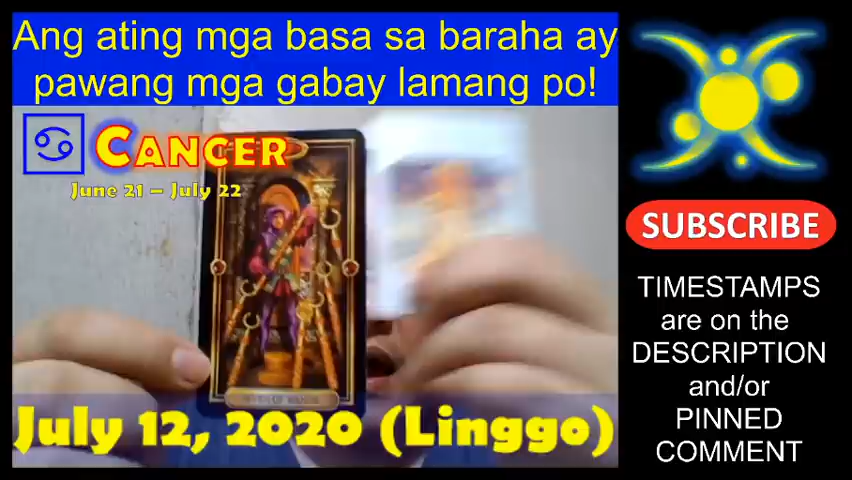 Ang ating mga basa sa baraha ay
pawang mga gabay lamang po!
CANCER
June 21 – July 22
July 12, 2020 (Linggo)
SUBSCRIBE
TIMESTAMPS
are on the
DESCRIPTION
and/or
PINNED
COMMENT